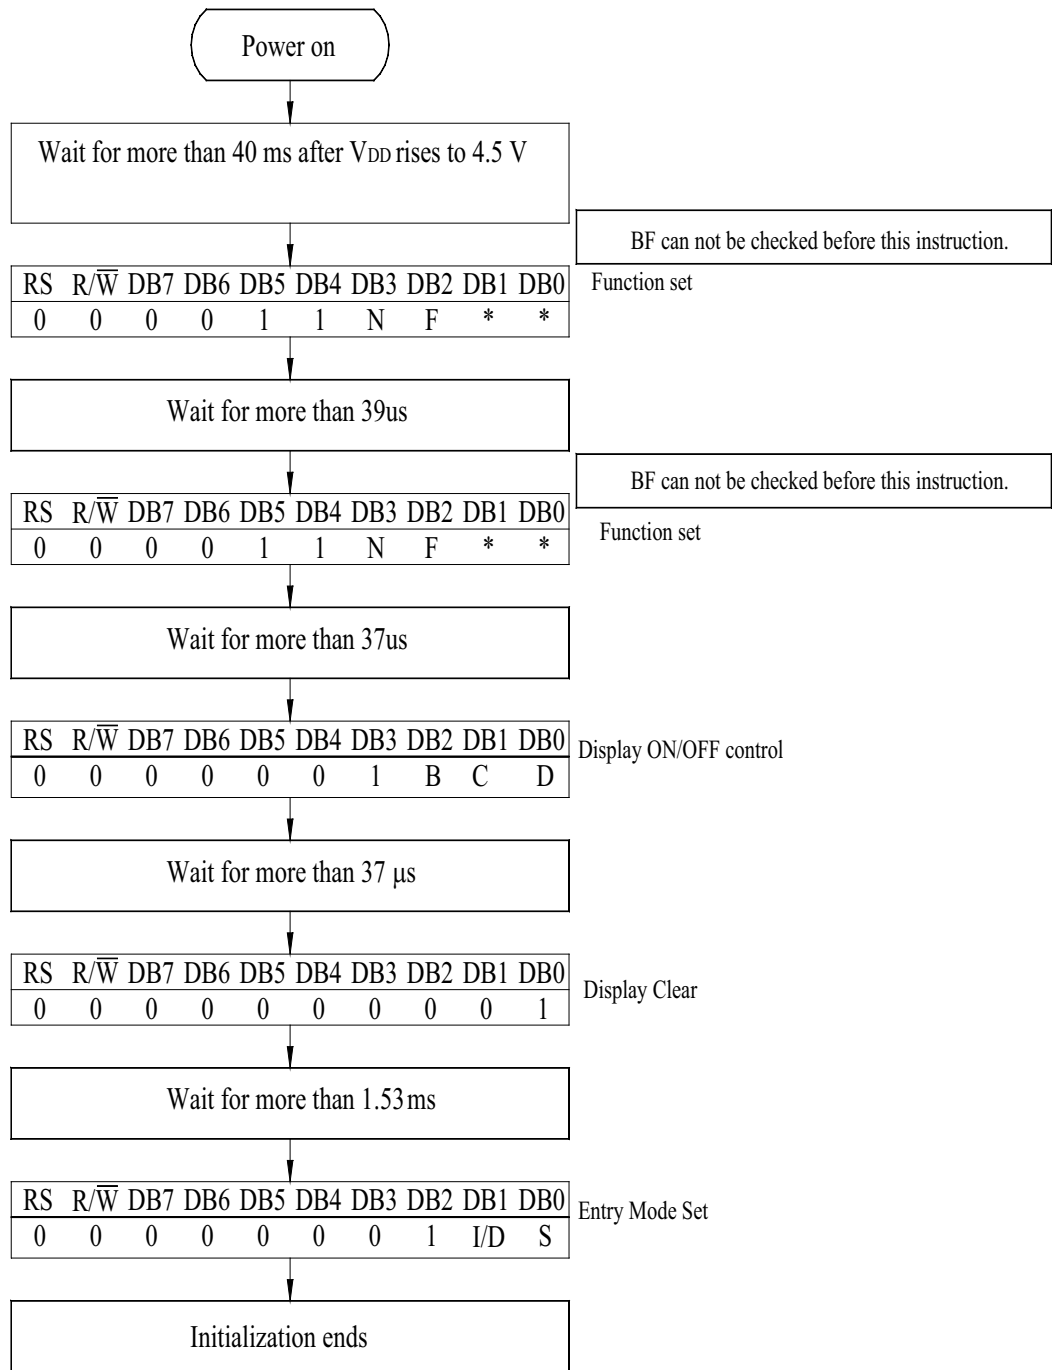 Power on
Wait for more than 40 ms after VDD rises to 4.5 V
BF can not be checked before this instruction.
RS R/W̅ DB7 DB6 DB5 DB4 DB3 DB2 DB1 DB0
Function set
0 0 0 0 1 1 N F * *
Wait for more than 39us
BF can not be checked before this instruction.
RS R/W̅ DB7 DB6 DB5 DB4 DB3 DB2 DB1 DB0
Function set
0 0 0 0 1 1 N F * *
Wait for more than 37us
RS R/W̅ DB7 DB6 DB5 DB4 DB3 DB2 DB1 DB0
Display ON/OFF control
0 0 0 0 0 0 1 B C D
Wait for more than 37 μs
RS R/W̅ DB7 DB6 DB5 DB4 DB3 DB2 DB1 DB0
Display Clear
0 0 0 0 0 0 0 0 0 1
Wait for more than 1.53ms
RS R/W̅ DB7 DB6 DB5 DB4 DB3 DB2 DB1 DB0
Entry Mode Set
0 0 0 0 0 0 0 1 I/D S
Initialization ends